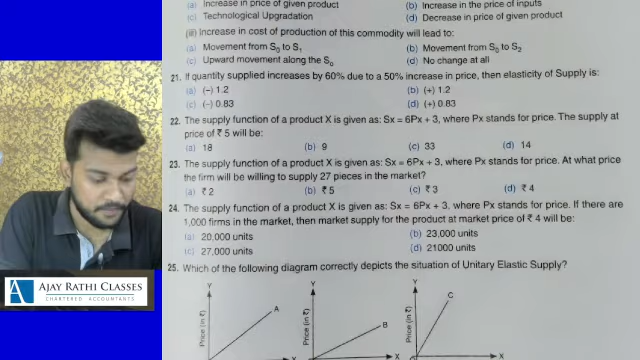 (a) Increase in price of given product (b) Increase in the price of inputs
(c) Technological Upgradation (d) Decrease in price of given product
(iii) Increase in cost of production of this commodity will lead to:
(a) Movement from S₀ to S₁ (b) Movement from S₀ to S₂
(c) Upward movement along the S₀ (d) No change at all
21. If quantity supplied increases by 60% due to a 50% increase in price, then elasticity of Supply is:
(a) (–) 1.2 (b) (+) 1.2
(c) (–) 0.83 (d) (+) 0.83
22. The supply function of a product X is given as: Sx = 6Px + 3, where Px stands for price. The supply at
price of ₹ 5 will be:
(a) 18 (b) 9 (c) 33 (d) 14
23. The supply function of a product X is given as: Sx = 6Px + 3, where Px stands for price. At what price
the firm will be willing to supply 27 pieces in the market?
(a) ₹ 2 (b) ₹ 5 (c) ₹ 3 (d) ₹ 4
24. The supply function of a product X is given as: Sx = 6Px + 3, where Px stands for price. If there are
1,000 firms in the market, then market supply for the product at market price of ₹ 4 will be:
(a) 20,000 units (b) 23,000 units
(c) 27,000 units (d) 21000 units
25. Which of the following diagram correctly depicts the situation of Unitary Elastic Supply?
Y Y Y
A B C
Price (in ₹) Price (in ₹) Price (in ₹)
X X X
A AJAY RATHI CLASSES
CHARTERED ACCOUNTANTS